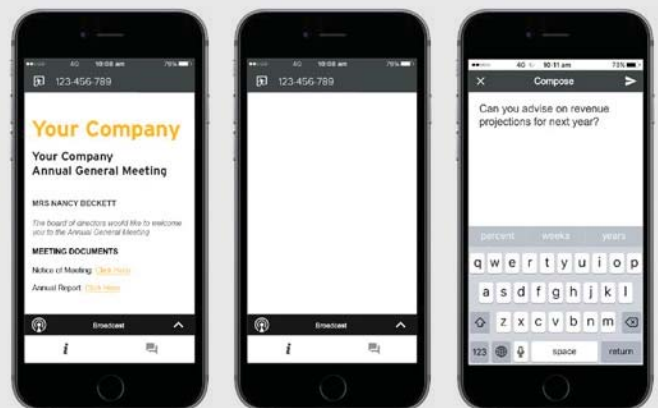 4G 10:08 am 79%
123-456-789
Your Company
Your Company
Annual General Meeting
MRS NANCY BECKETT
The board of directors would like to welcome
you to the Annual General Meeting
MEETING DOCUMENTS
Notice of Meeting: Click Here
Annual Report: Click Here
Broadcast
i
4G 10:08 am 79%
123-456-789
Broadcast
i
4G 10:11 am 73%
Compose
Can you advise on revenue
projections for next year?
percent weeks years
q w e r t y u i o p
a s d f g h j k l
z x c v b n m
123 space return